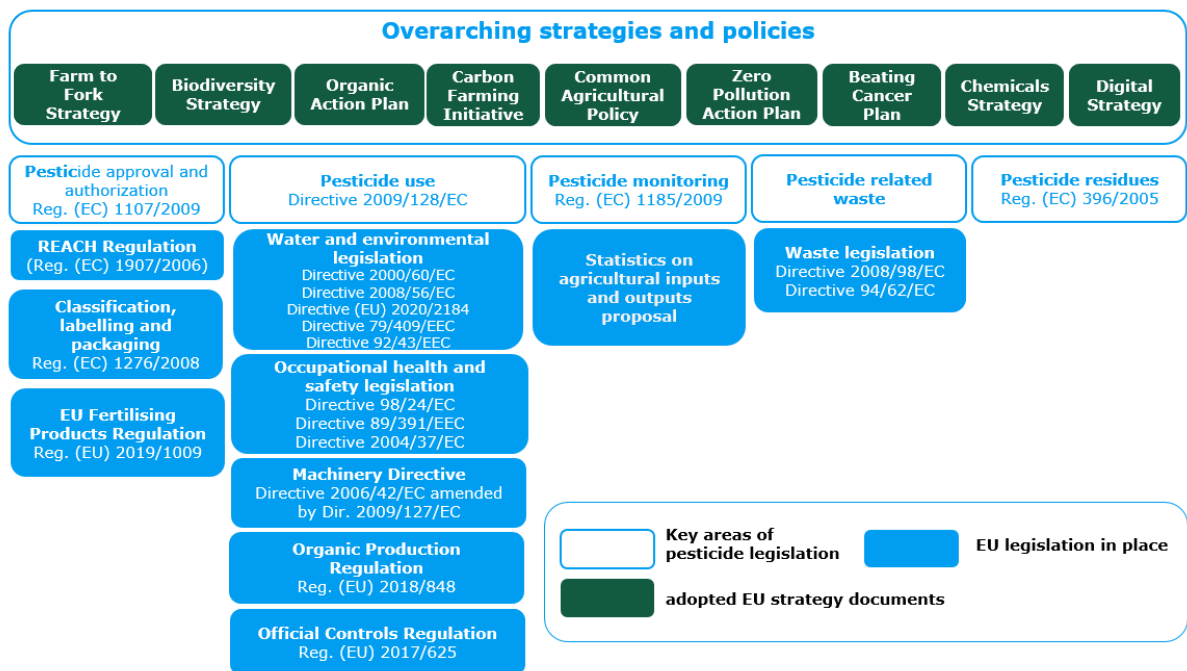 Overarching strategies and policies
Farm to
Fork
Strategy
Biodiversity
Strategy
Organic
Action Plan
Carbon
Farming
Initiative
Common
Agricultural
Policy
Zero
Pollution
Action Plan
Beating
Cancer
Plan
Chemicals
Strategy
Digital
Strategy
Pesticide approval and
authorization
Reg. (EC) 1107/2009
REACH Regulation
(Reg. (EC) 1907/2006)
Classification,
labelling and
packaging
Reg. (EC) 1276/2008
EU Fertilising
Products Regulation
Reg. (EU) 2019/1009
Pesticide use
Directive 2009/128/EC
Water and environmental
legislation
Directive 2000/60/EC
Directive 2008/56/EC
Directive (EU) 2020/2184
Directive 79/409/EEC
Directive 92/43/EEC
Occupational health and
safety legislation
Directive 98/24/EC
Directive 89/391/EEC
Directive 2004/37/EC
Machinery Directive
Directive 2006/42/EC amended
by Dir. 2009/127/EC
Organic Production
Regulation
Reg. (EU) 2018/848
Official Controls Regulation
Reg. (EU) 2017/625
Pesticide monitoring
Reg. (EC) 1185/2009
Statistics on
agricultural inputs
and outputs
proposal
Pesticide related
waste
Waste legislation
Directive 2008/98/EC
Directive 94/62/EC
Pesticide residues
Reg. (EC) 396/2005
Key areas of
pesticide legislation
EU legislation in place
adopted EU strategy documents